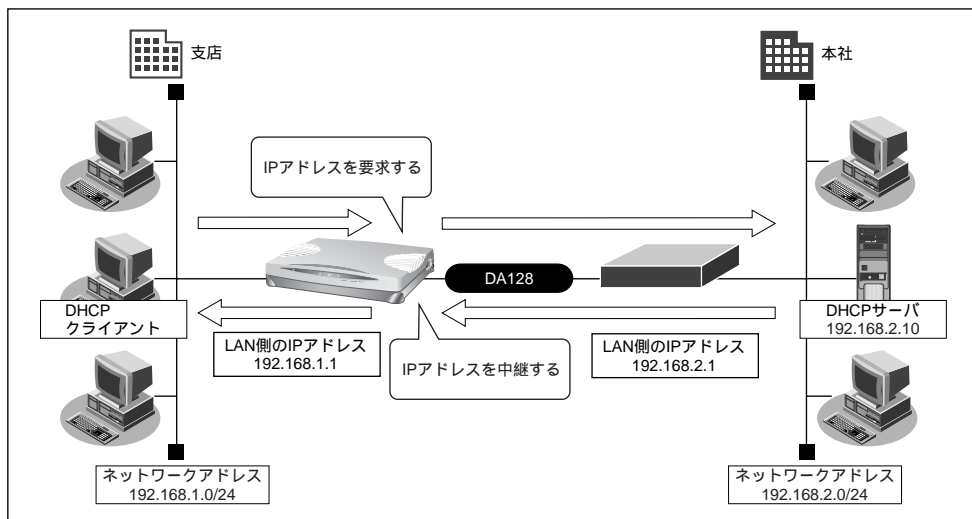 支店
本社
IPアドレスを要求する
DA128
DHCP
クライアント
DHCPサーバ
192.168.2.10
LAN側のIPアドレス
192.168.1.1
IPアドレスを中継する
LAN側のIPアドレス
192.168.2.1
ネットワークアドレス
192.168.1.0/24
ネットワークアドレス
192.168.2.0/24